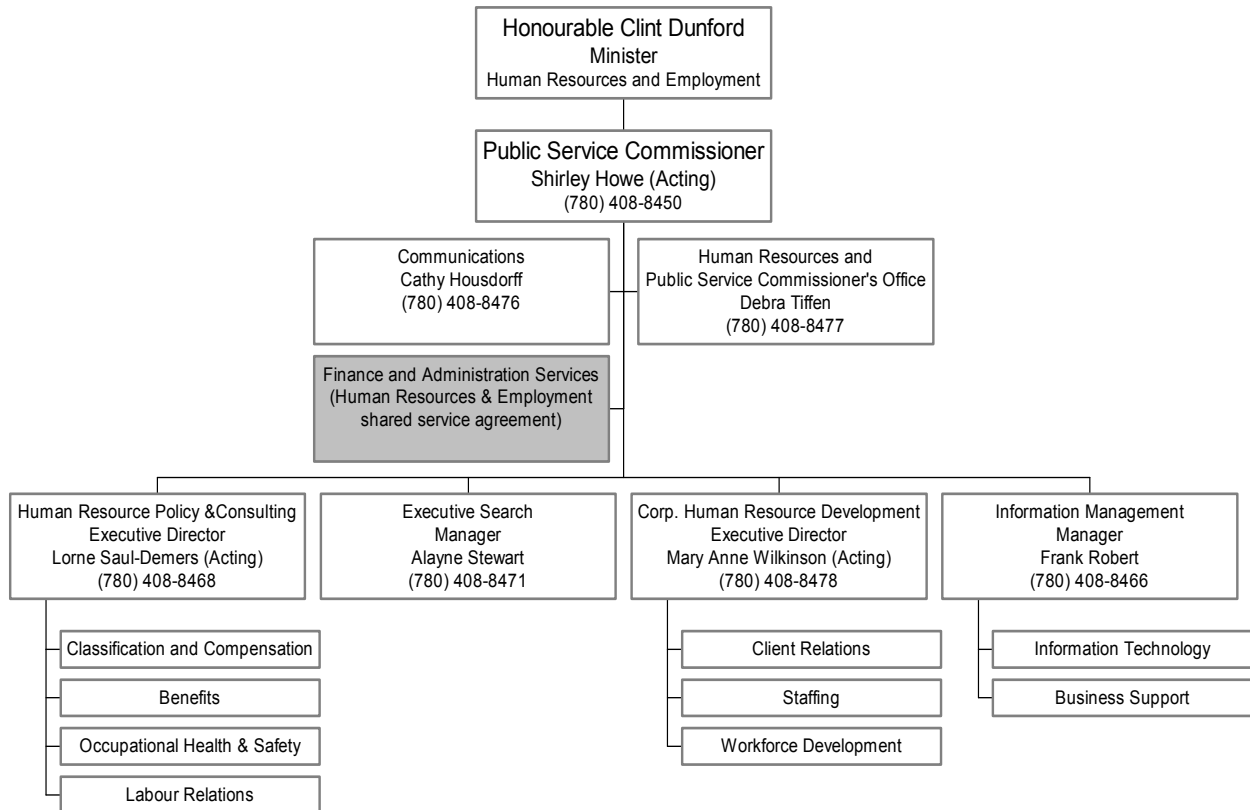 Honourable Clint Dunford
Minister
Human Resources and Employment
Public Service Commissioner
Shirley Howe (Acting)
(780) 408-8450
Communications
Cathy Housdorff
(780) 408-8476
Human Resources and
Public Service Commissioner's Office
Debra Tiffen
(780) 408-8477
Finance and Administration Services
(Human Resources & Employment
shared service agreement)
Human Resource Policy &Consulting
Executive Director
Lorne Saul-Demers (Acting)
(780) 408-8468
Executive Search
Manager
Alayne Stewart
(780) 408-8471
Corp. Human Resource Development
Executive Director
Mary Anne Wilkinson (Acting)
(780) 408-8478
Information Management
Manager
Frank Robert
(780) 408-8466
Classification and Compensation
Benefits
Occupational Health & Safety
Labour Relations
Client Relations
Staffing
Workforce Development
Information Technology
Business Support